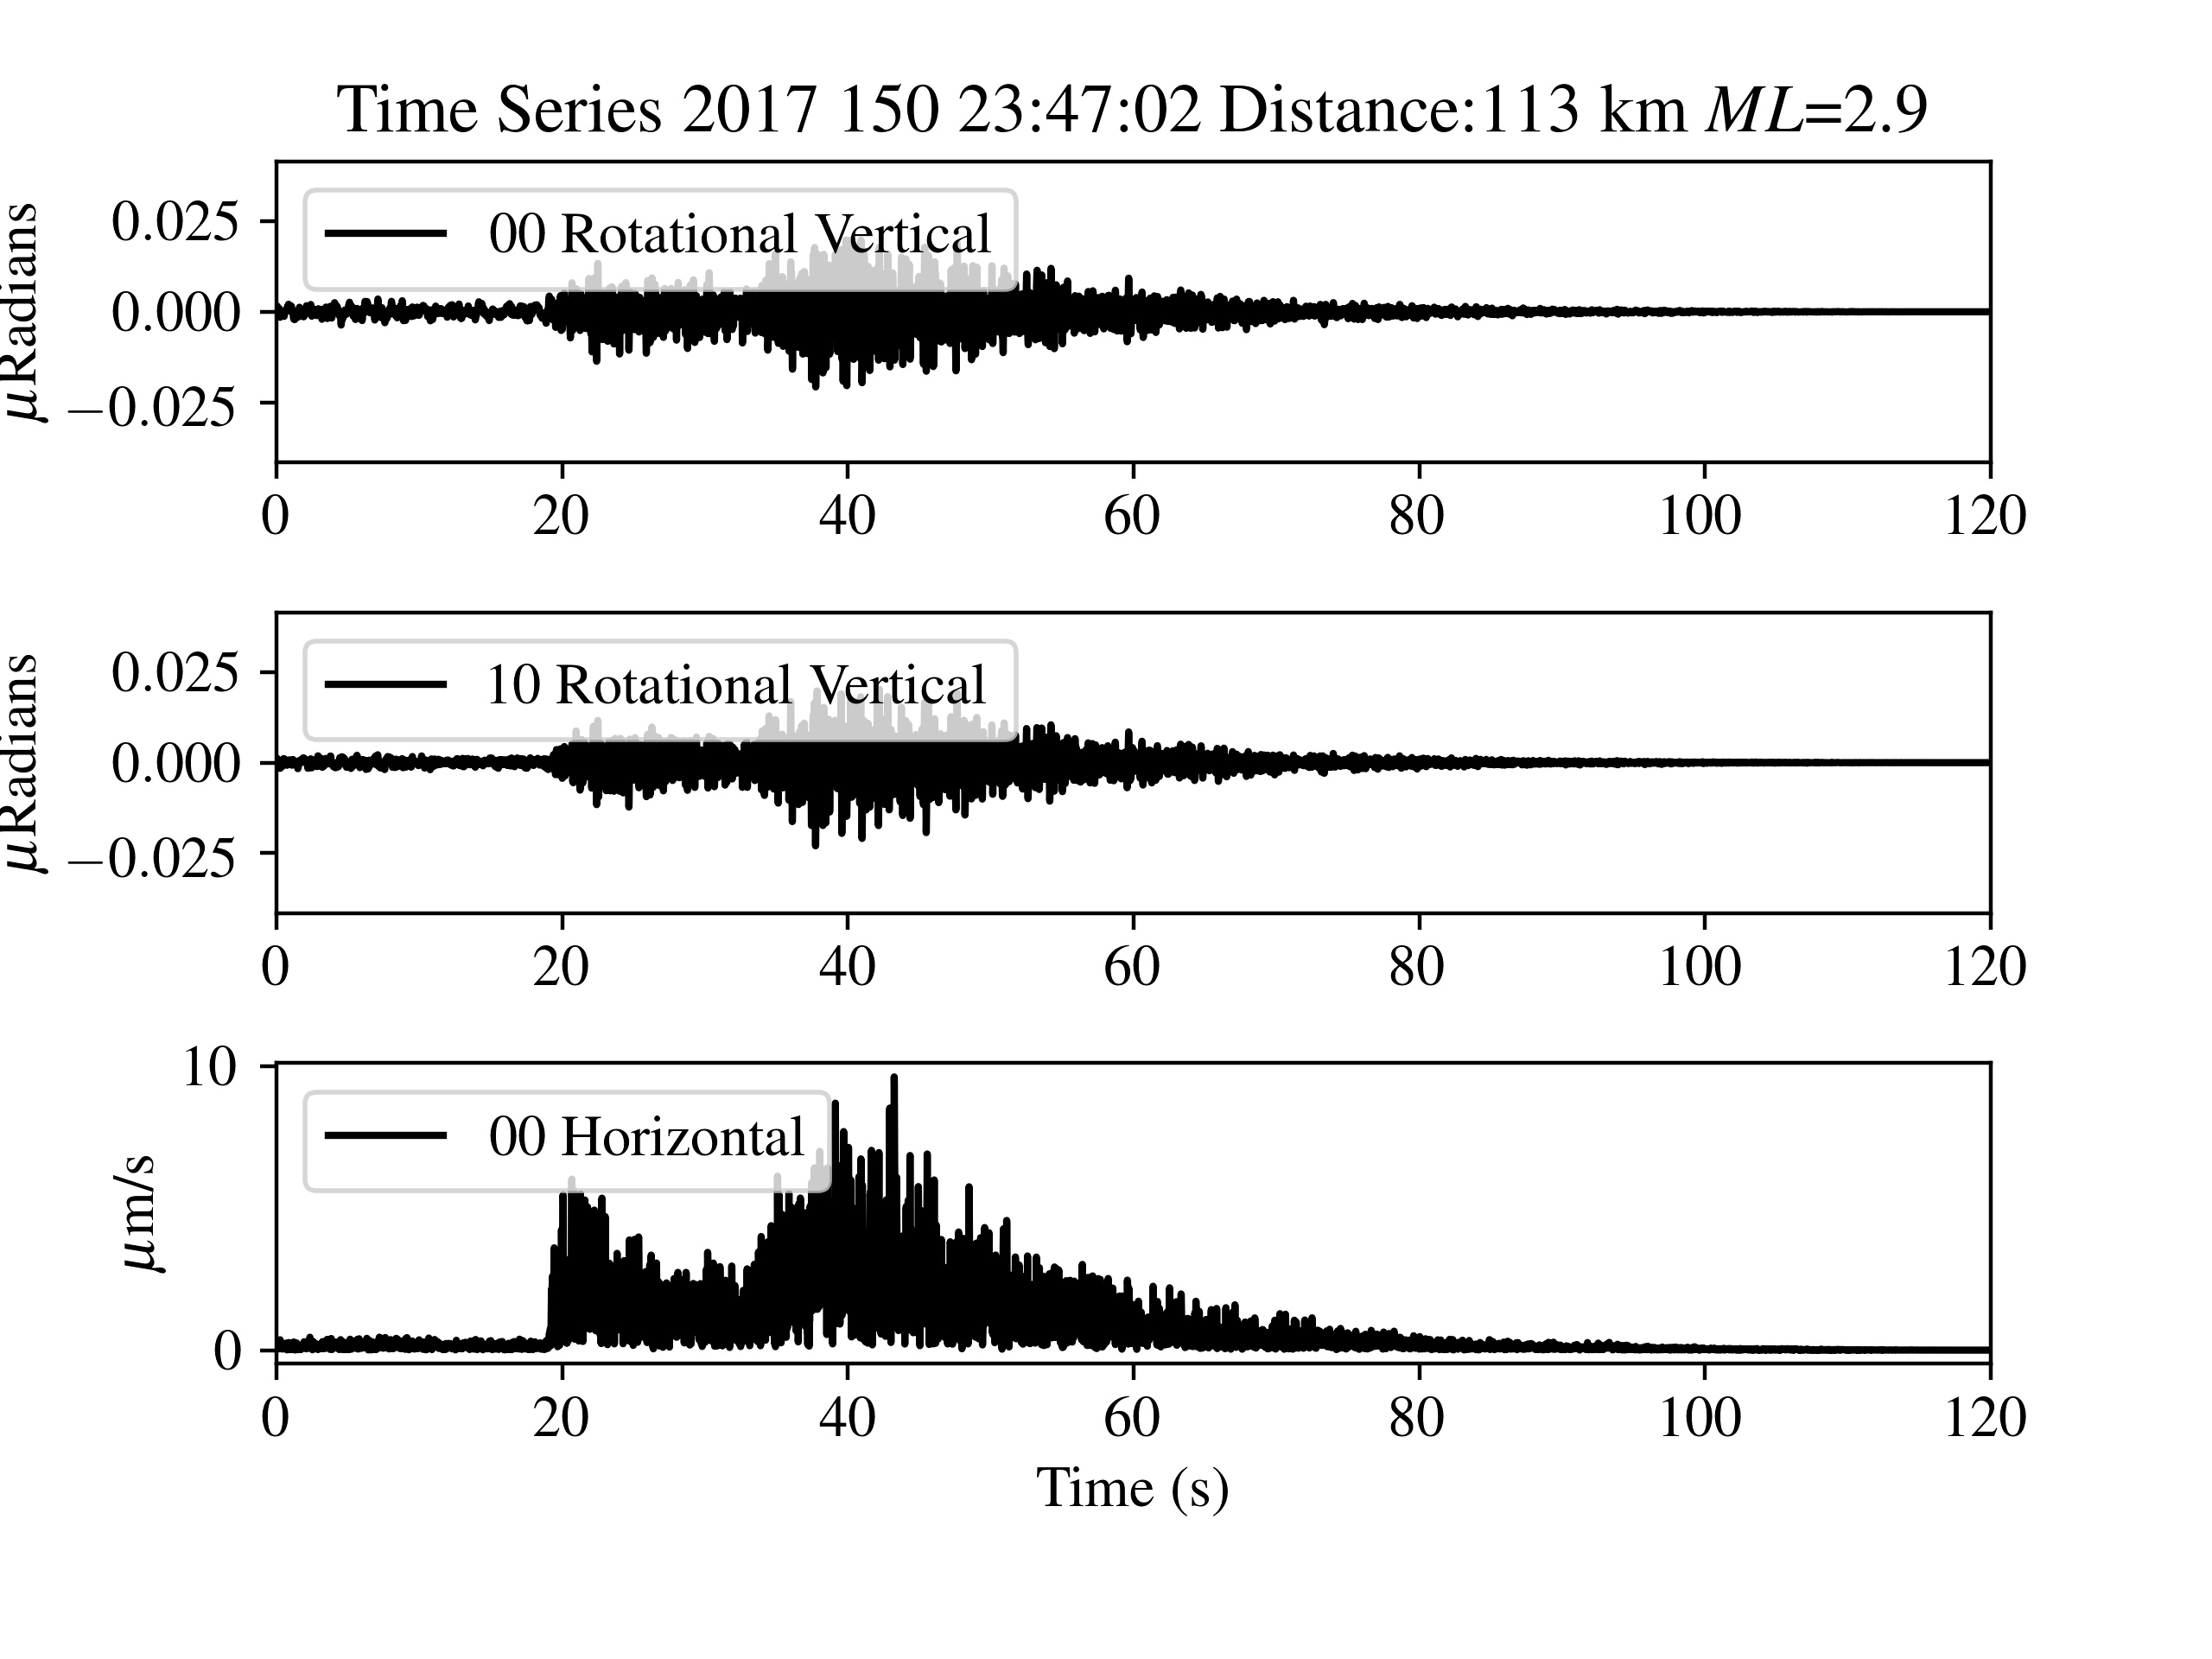 Time Series 2017 150 23:47:02 Distance:113 km ML=2.9
μRadians
0.025
0.000
−0.025
00 Rotational Vertical
0 20 40 60 80 100 120
μRadians
0.025
0.000
−0.025
10 Rotational Vertical
0 20 40 60 80 100 120
μm/s
10
0
00 Horizontal
0 20 40 60 80 100 120
Time (s)